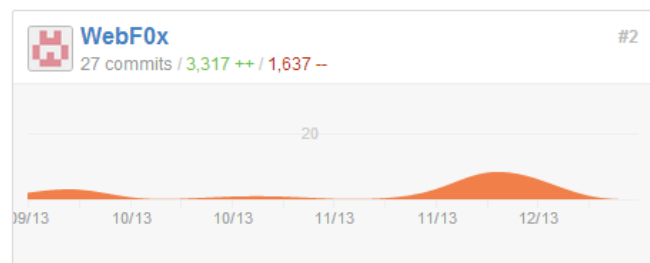 WebF0x #2
27 commits / 3,317 ++ / 1,637 --
20
09/13 10/13 10/13 11/13 11/13 12/13